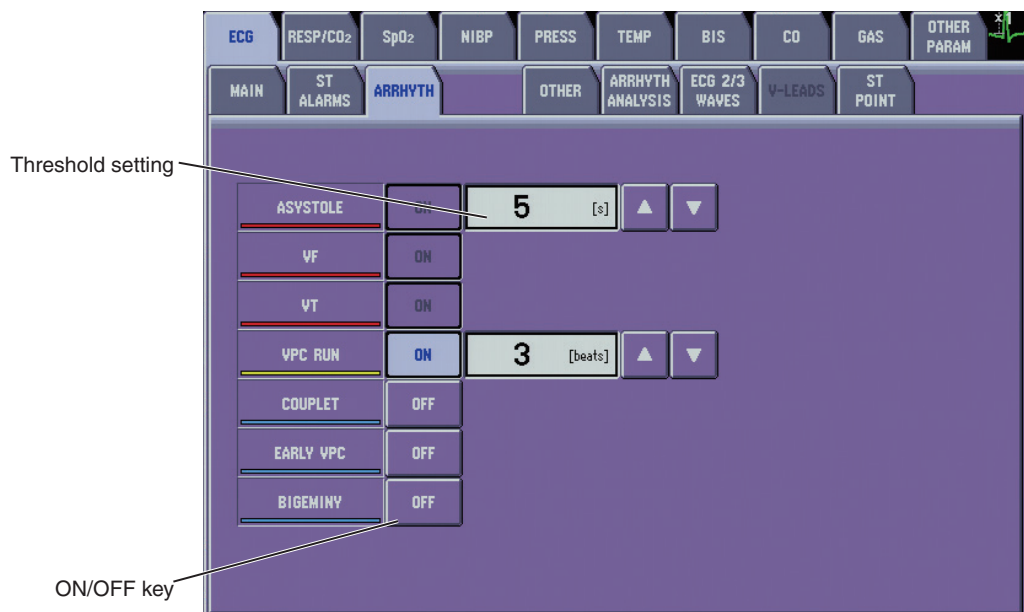 ECG RESP/CO2 SpO2 NIBP PRESS TEMP BIS CO GAS OTHER PARAM x1
MAIN ST ALARMS ARRHYTH OTHER ARRHYTH ANALYSIS ECG 2/3 WAVES V-LEADS ST POINT
Threshold setting
ASYSTOLE ON 5 [s]
VF ON
VT ON
VPC RUN ON 3 [beats]
COUPLET OFF
EARLY VPC OFF
BIGEMINY OFF
ON/OFF key